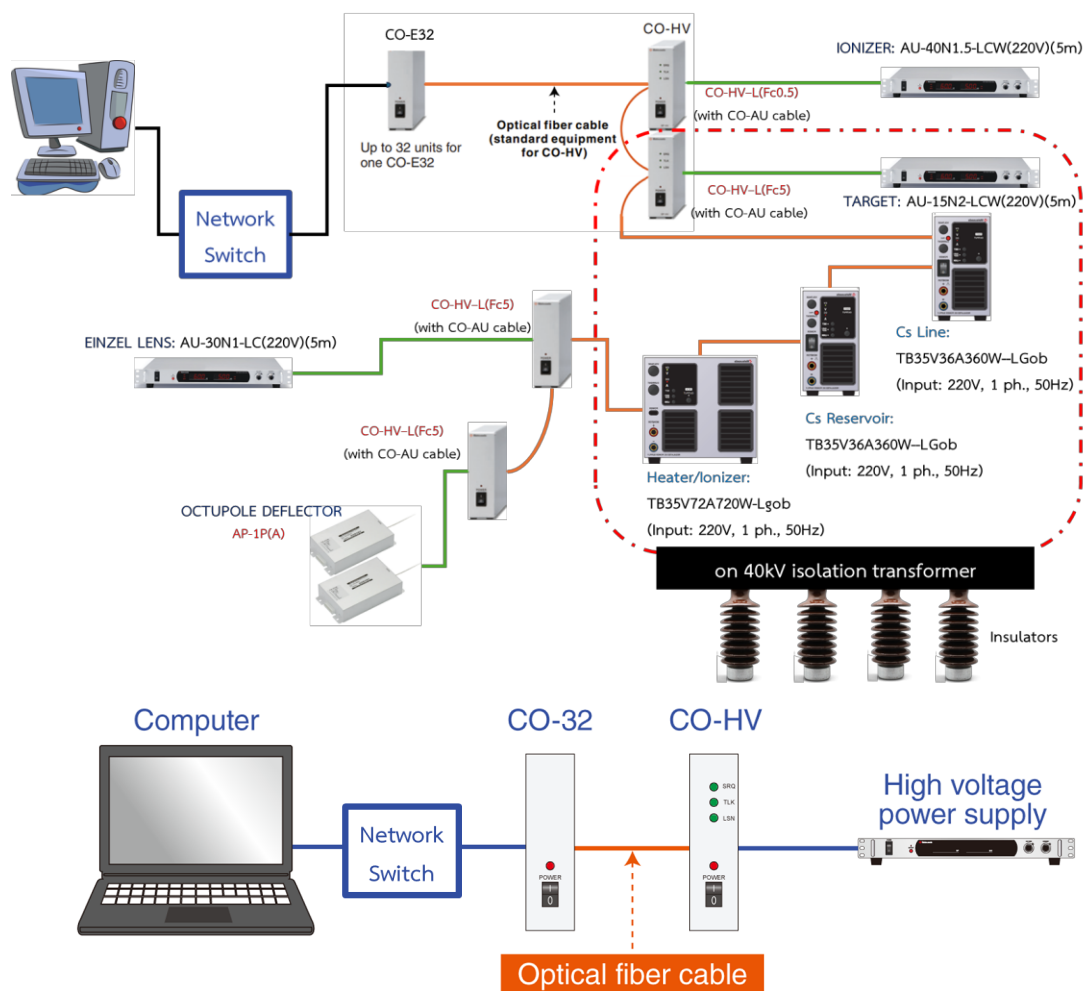 CO-E32
CO-HV
IONIZER: AU-40N1.5-LCW(220V)(5m)
CO-HV-L(Fc0.5)
(with CO-AU cable)
Optical fiber cable
(standard equipment
for CO-HV)
Up to 32 units for
one CO-E32
Network
Switch
CO-HV-L(Fc5)
(with CO-AU cable)
TARGET: AU-15N2-LCW(220V)(5m)
CO-HV-L(Fc5)
(with CO-AU cable)
EINZEL LENS: AU-30N1-LC(220V)(5m)
Cs Line:
TB35V36A360W-LGob
(Input: 220V, 1 ph., 50Hz)
Cs Reservoir:
TB35V36A360W-LGob
(Input: 220V, 1 ph., 50Hz)
CO-HV-L(Fc5)
(with CO-AU cable)
Heater/Ionizer:
TB35V72A720W-Lgob
(Input: 220V, 1 ph., 50Hz)
OCTUPOLE DEFLECTOR
AP-1P(A)
on 40kV isolation transformer
Insulators
Computer
CO-32
CO-HV
High voltage
power supply
SRQ
TLK
LSN
Network
Switch
POWER
I
0
POWER
I
0
Optical fiber cable